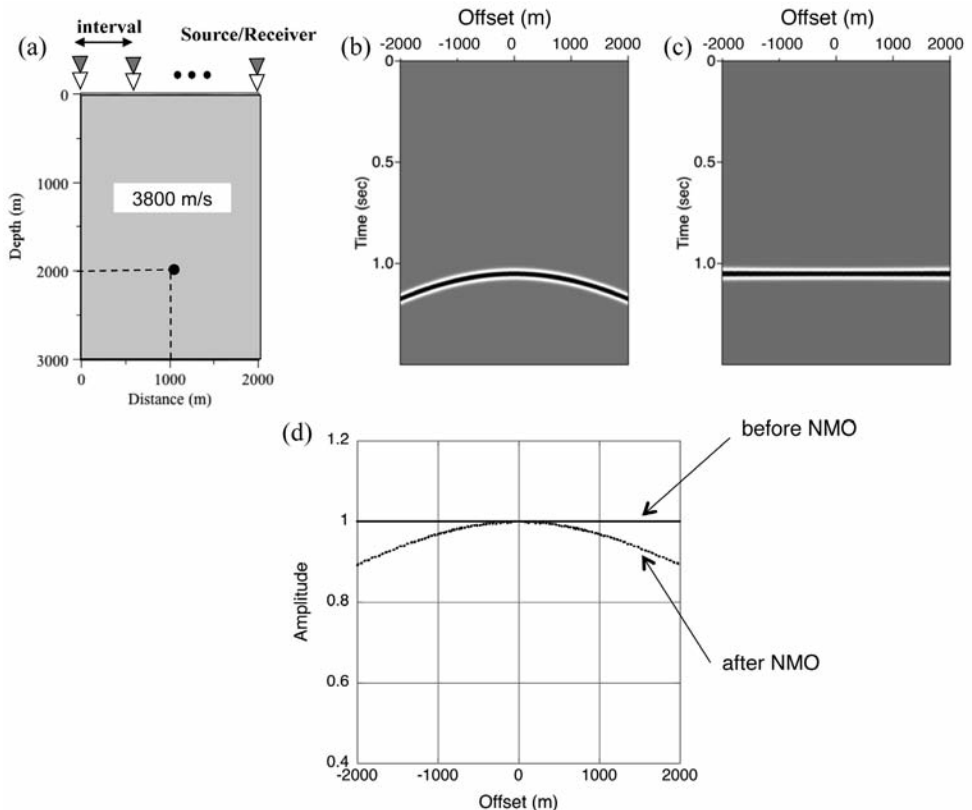 (a)
interval
Source/Receiver
0
1000
2000
3000
Depth (m)
3800 m/s
0 1000 2000
Distance (m)
(b)
Offset (m)
-2000 -1000 0 1000 2000
0
0.5
1.0
Time (sec)
(c)
Offset (m)
-2000 -1000 0 1000 2000
0
0.5
1.0
Time (sec)
(d)
1.2
1
0.8
0.6
0.4
Amplitude
-2000 -1000 0 1000 2000
Offset (m)
before NMO
after NMO